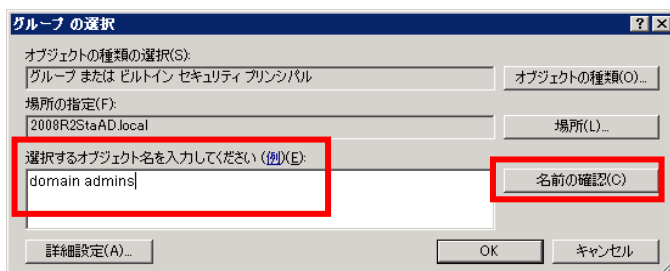 グループ の選択
オブジェクトの種類の選択(S):
グループ または ビルトイン セキュリティ プリンシパル
オブジェクトの種類(O)...
場所の指定(F):
2008R2StaAD.local
場所(L)...
選択するオブジェクト名を入力してください (例)(E):
domain admins
名前の確認(C)
詳細設定(A)...
OK
キャンセル